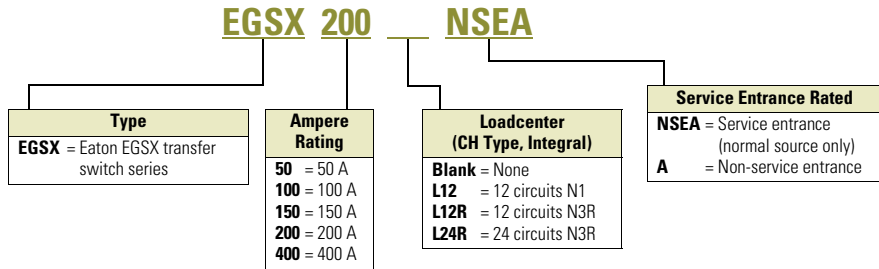 EGSX 200 __ NSEA
Type
EGSX = Eaton EGSX transfer
switch series
Ampere
Rating
50 = 50 A
100 = 100 A
150 = 150 A
200 = 200 A
400 = 400 A
Loadcenter
(CH Type, Integral)
Blank = None
L12 = 12 circuits N1
L12R = 12 circuits N3R
L24R = 24 circuits N3R
Service Entrance Rated
NSEA = Service entrance
(normal source only)
A = Non-service entrance